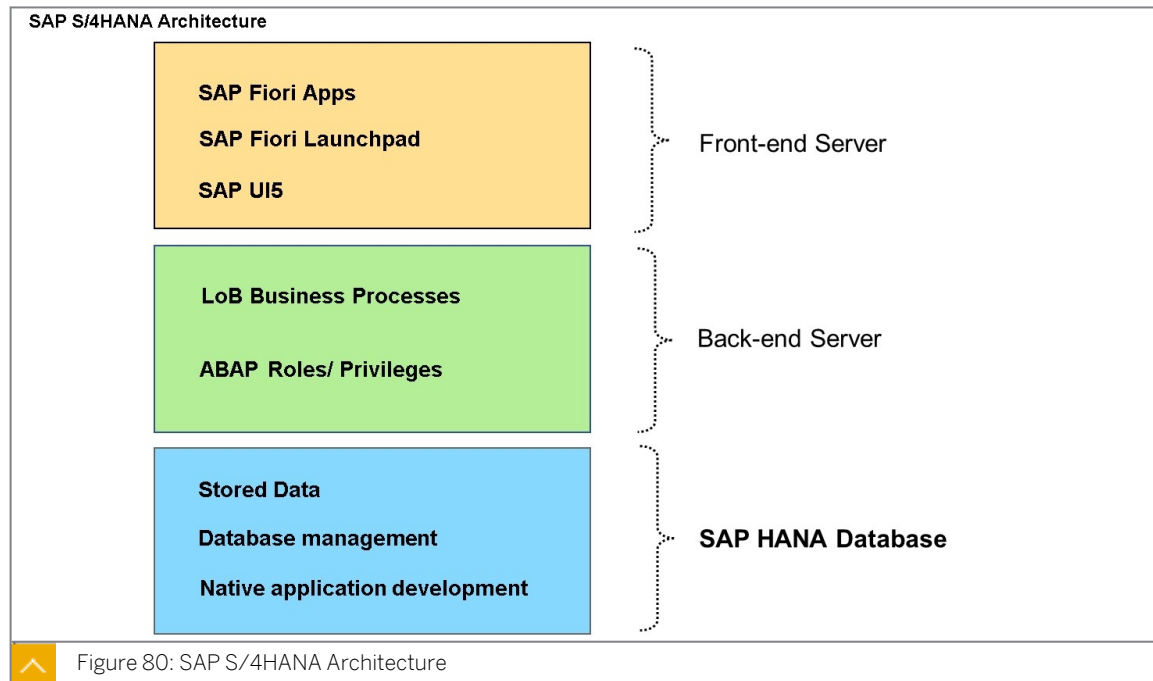 SAP S/4HANA Architecture
SAP Fiori Apps
SAP Fiori Launchpad
SAP UI5
Front-end Server
LoB Business Processes
ABAP Roles/ Privileges
Back-end Server
Stored Data
Database management
Native application development
SAP HANA Database
Figure 80: SAP S/4HANA Architecture